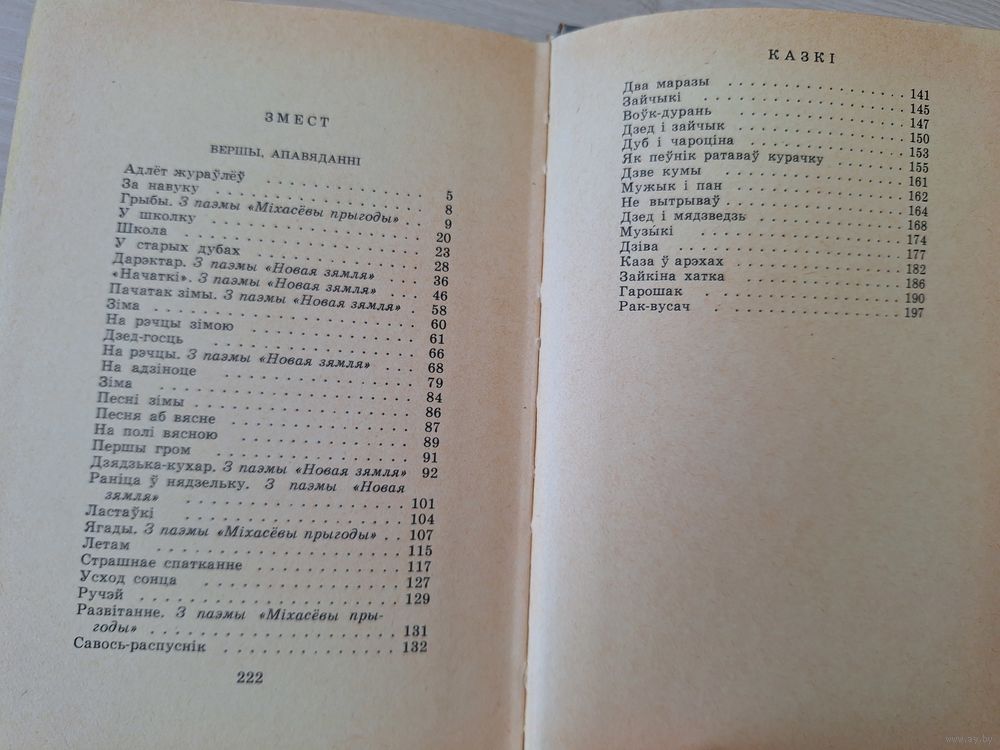 ЗМЕСТ
ВЕРШЫ, АПАВЯДАННІ
Адлёт жураўлёў . . . . . . . . . . 5
За навуку . . . . . . . . . . . . 8
Грыбы. З паэмы «Міхасёвы прыгоды» . . . 9
У школку . . . . . . . . . . . . 20
Школа . . . . . . . . . . . . . 23
У старых дубах . . . . . . . . . . 28
Дарэктар. З паэмы «Новая зямля» . . . . 36
«Начаткі». З паэмы «Новая зямля» . . . . 46
Пачатак зімы. З паэмы «Новая зямля» . . 58
Зіма . . . . . . . . . . . . . . 60
На рэчцы зімою . . . . . . . . . . 61
Дзед-госць . . . . . . . . . . . . 66
На рэчцы. З паэмы «Новая зямля» . . . . 68
На адзіноце . . . . . . . . . . . 79
Зіма . . . . . . . . . . . . . . 84
Песні зімы . . . . . . . . . . . . 86
Песня аб вясне . . . . . . . . . . 87
На полі вясною . . . . . . . . . . 89
Першы гром . . . . . . . . . . . . 91
Дзядзька-кухар. З паэмы «Новая зямля» 92
Раніца ў нядзельку. З паэмы «Новая
зямля» . . . . . . . . . . . . . 101
Ластаўкі . . . . . . . . . . . . . 104
Ягады. З паэмы «Міхасёвы прыгоды» . . 107
Летам . . . . . . . . . . . . . . 115
Страшнае спатканне . . . . . . . . 117
Усход сонца . . . . . . . . . . . 127
Ручэй . . . . . . . . . . . . . . 129
Развітанне. З паэмы «Міхасёвы пры-
годы» . . . . . . . . . . . . . . 131
Савось-распуснік . . . . . . . . . 132
222
КАЗКІ
Два маразы . . . . . . . . . . . . 141
Зайчыкі . . . . . . . . . . . . . 145
Воўк-дурань . . . . . . . . . . . 147
Дзед і зайчык . . . . . . . . . . 150
Дуб і чароціна . . . . . . . . . . 153
Як пеўнік ратаваў курачку . . . . . 155
Дзве кумы . . . . . . . . . . . . 161
Мужык і пан . . . . . . . . . . . 162
Не вытрываў . . . . . . . . . . . 164
Дзед і мядзведзь . . . . . . . . . 168
Музыкі . . . . . . . . . . . . . 174
Дзіва . . . . . . . . . . . . . . 177
Каза ў арэхах . . . . . . . . . . 182
Зайкіна хатка . . . . . . . . . . 186
Гарошак . . . . . . . . . . . . . 190
Рак-вусач . . . . . . . . . . . . 197
www.ay.by